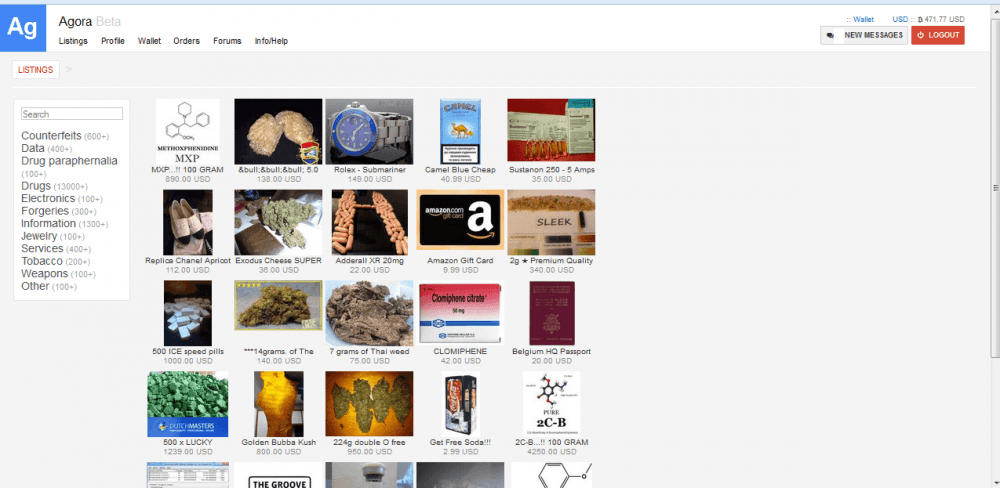 Ag
Agora Beta
Listings Profile Wallet Orders Forums Info/Help
:: Wallet USD :: ฿ 471.77 USD
NEW MESSAGES LOGOUT
LISTINGS >
Search
Counterfeits (600+)
Data (400+)
Drug paraphernalia
(100+)
Drugs (13000+)
Electronics (100+)
Forgeries (300+)
Information (1300+)
Jewelry (100+)
Services (400+)
Tobacco (200+)
Weapons (100+)
Other (100+)
METHOXPHENIDINE
MXP
CAMEL
MXP...!! 100 GRAM
890.00 USD
&bull;&bull;&bull; 5.0
138.00 USD
Rolex - Submariner
149.00 USD
Camel Blue Cheap
40.99 USD
Sustanon 250 - 5 Amps
35.00 USD
amazon.com
gift card
a
SLEEK
Replica Chanel Apricot
112.00 USD
Exodus Cheese SUPER
36.00 USD
Adderall XR 20mg
22.00 USD
Amazon Gift Card
9.99 USD
2g ★ Premium Quality
340.00 USD
Clomiphene citrate
50 mg
500 ICE speed pills
1000.00 USD
***14grams. of The
140.00 USD
7 grams of Thai weed
75.00 USD
CLOMIPHENE
42.00 USD
Belgium HQ Passport
20.00 USD
DUTCHMASTERS
PURE
2C-B
500 x LUCKY
1239.00 USD
Golden Bubba Kush
800.00 USD
224g double O free
950.00 USD
Get Free Soda!!!
2.99 USD
2C-B...!! 100 GRAM
4250.00 USD
THE GROOVE